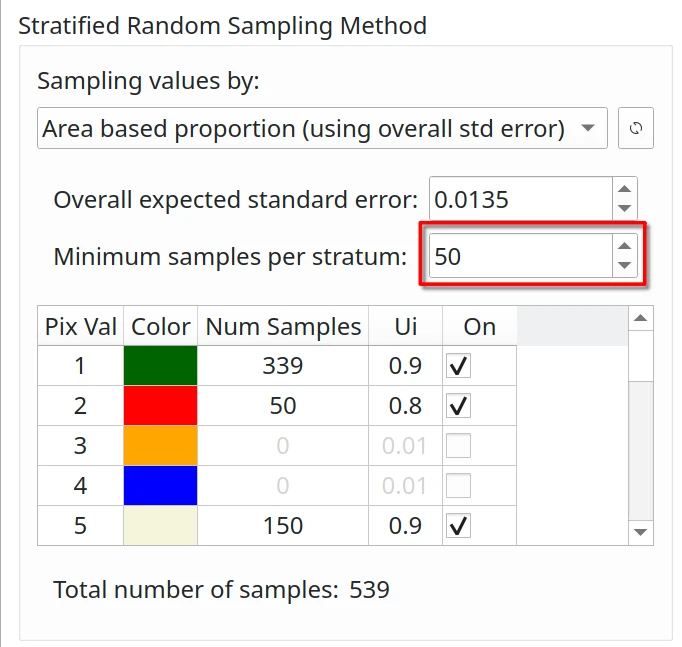 Stratified Random Sampling Method
Sampling values by:
Area based proportion (using overall std error)
Overall expected standard error: 0.0135
Minimum samples per stratum: 50
Pix Val Color Num Samples Ui On
1 339 0.9
2 50 0.8
3 0 0.01
4 0 0.01
5 150 0.9
Total number of samples: 539